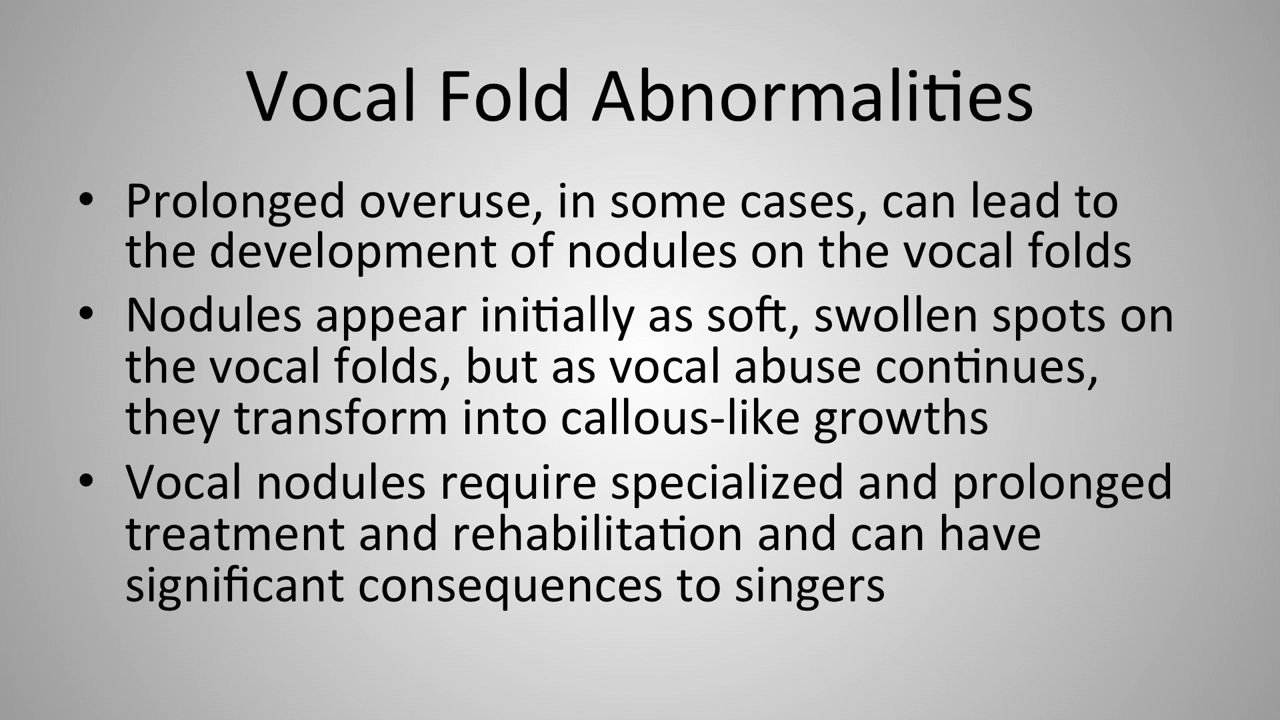 Vocal Fold Abnormalities
• Prolonged overuse, in some cases, can lead to
the development of nodules on the vocal folds
• Nodules appear initially as soft, swollen spots on
the vocal folds, but as vocal abuse continues,
they transform into callous-like growths
• Vocal nodules require specialized and prolonged
treatment and rehabilitation and can have
significant consequences to singers